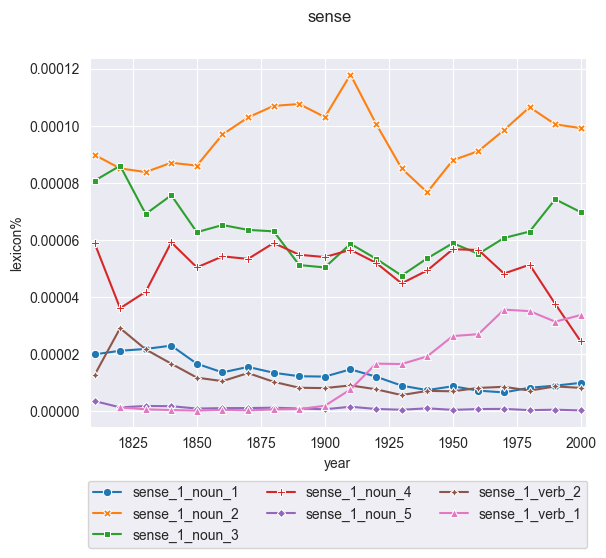 sense
0.00012
0.00010
0.00008
0.00006
0.00004
0.00002
0.00000
lexicon%
1825 1850 1875 1900 1925 1950 1975 2000
year
sense_1_noun_1 sense_1_noun_4 sense_1_verb_2
sense_1_noun_2 sense_1_noun_5 sense_1_verb_1
sense_1_noun_3